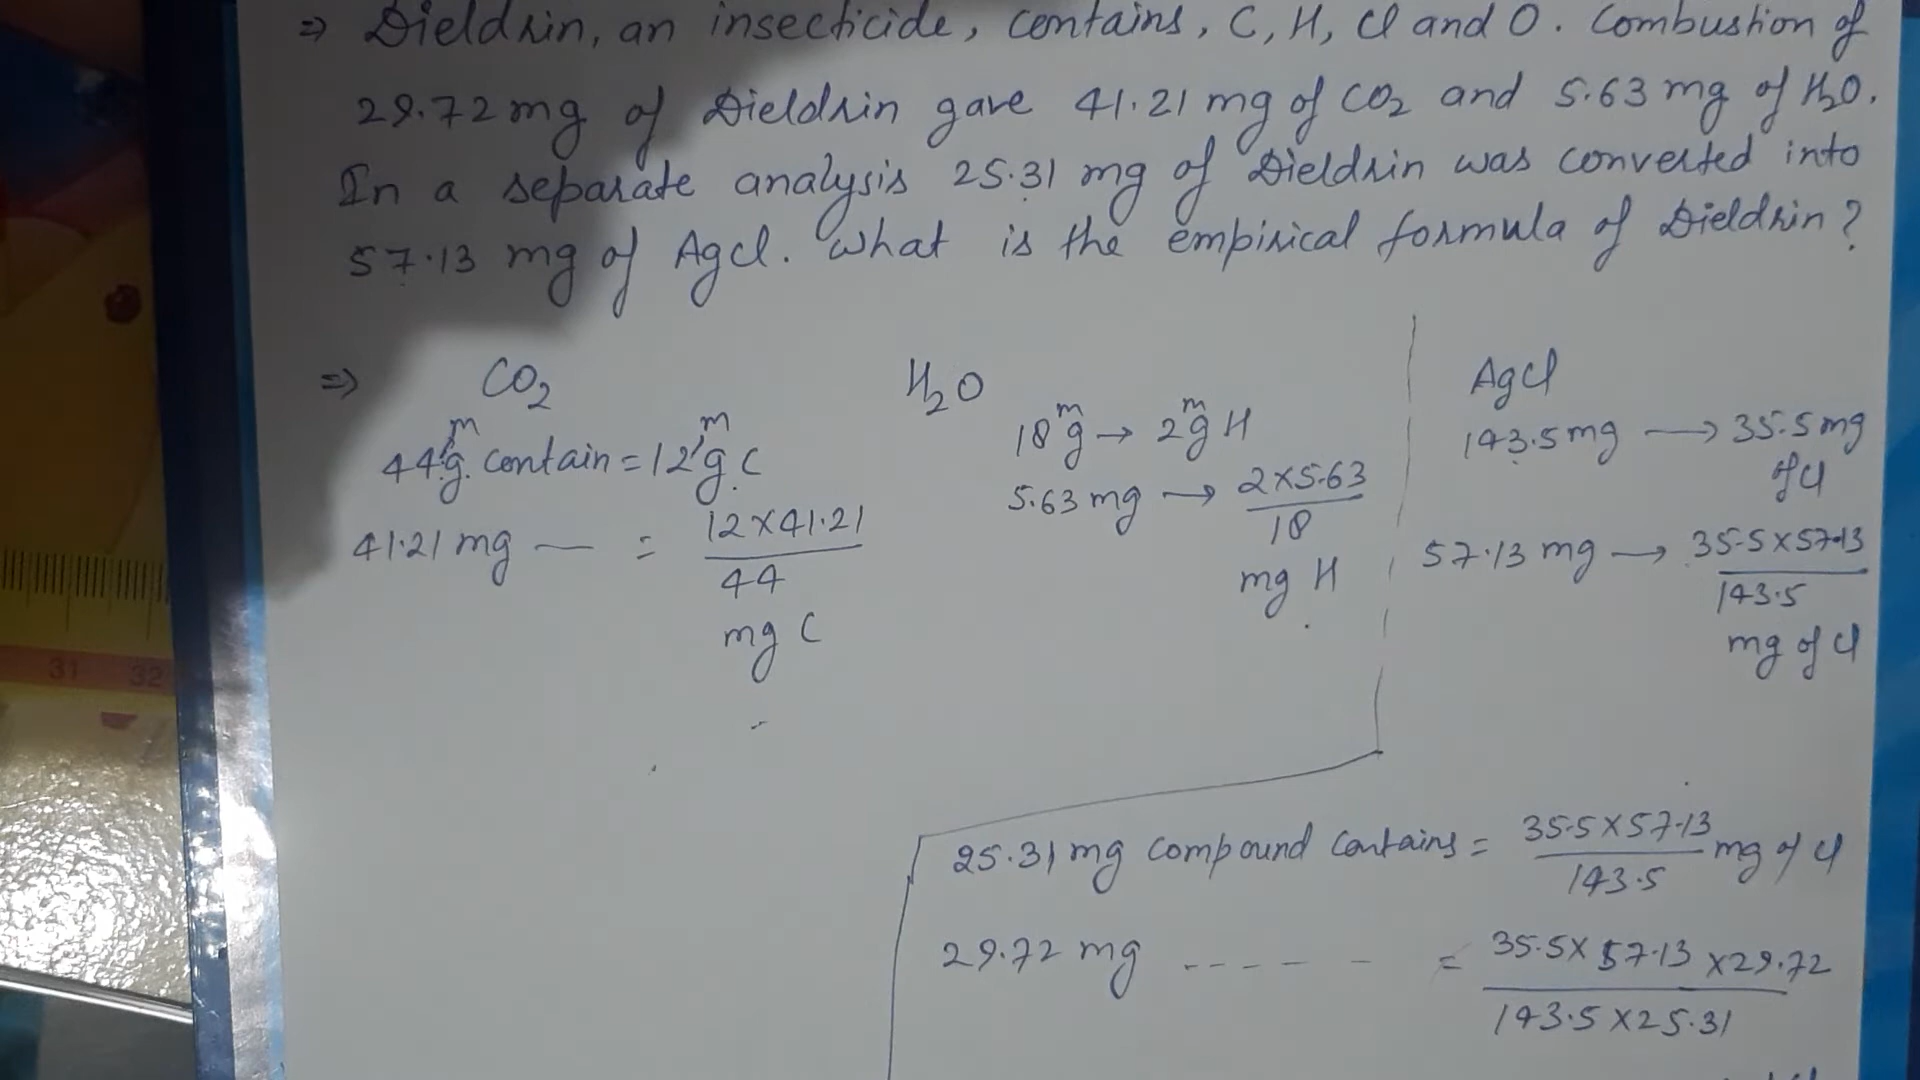 ⇒ Dieldrin, an insecticide, contains, C, H, Cl and O. Combustion of
29.72 mg of Dieldrin gave 41.21 mg of CO₂ and 5.63 mg of H₂O.
In a separate analysis 25.31 mg of Dieldrin was converted into
57.13 mg of AgCl. What is the empirical formula of Dieldrin?
⇒ CO₂
44 mg. contain = 12 mg C
41.21 mg — = 12 × 41.21
44
mg C
H₂O
18 mg → 2 mg H
5.63 mg → 2 × 5.63
18
mg H
AgCl
143.5 mg → 35.5 mg
of Cl
57.13 mg → 35.5 × 57.13
143.5
mg of Cl
25.31 mg compound contains = 35.5 × 57.13 mg of Cl
143.5
29.72 mg ----- = 35.5 × 57.13 × 29.72
143.5 × 25.31
31 32